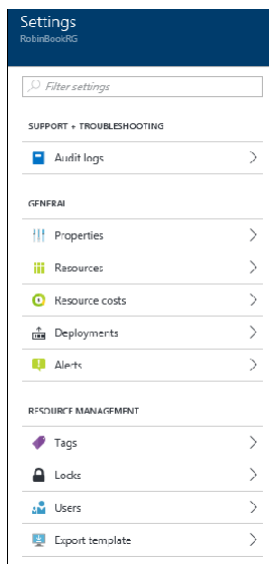 Settings
RobinBookRG
Filter settings
SUPPORT + TROUBLESHOOTING
Audit logs
GENERAL
Properties
Resources
Resource costs
Deployments
Alerts
RESOURCE MANAGEMENT
Tags
Locks
Users
Export template